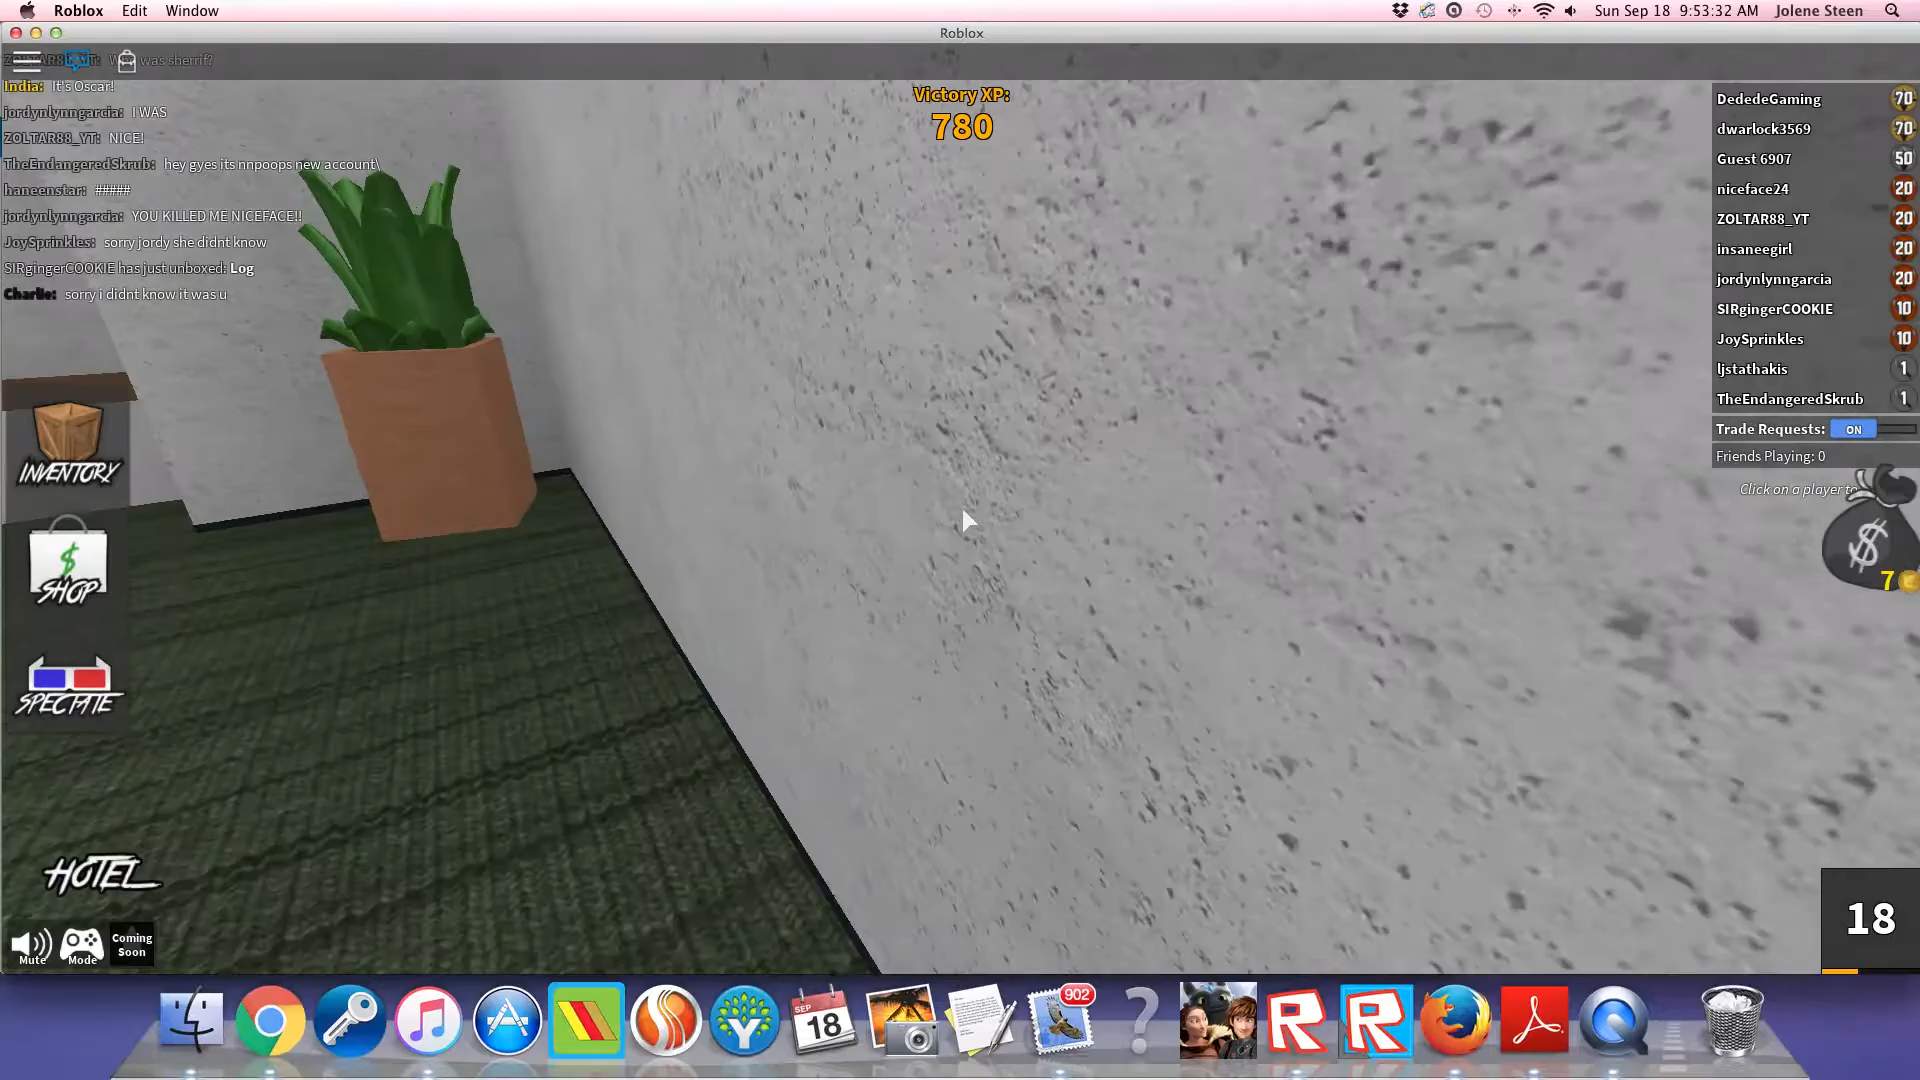 Roblox Edit Window
Sun Sep 18 9:53:32 AM Jolene Steen
Roblox
was sherrif?
India: It's Oscar!
jordynlynngarcia: I WAS
ZOLTAR88_YT: NICE!
TheEndangeredSkrub: hey gyes its nnpoops new account\
haneenstar: #####
jordynlynngarcia: YOU KILLED ME NICEFACE!!
JoySprinkles: sorry jordy she didnt know
SIRgingerCOOKIE has just unboxed: Log
Charlie: sorry i didnt know it was u
Victory XP:
780
DededeGaming 70
dwarlock3569 70
Guest 6907 50
niceface24 20
ZOLTAR88_YT 20
insaneegirl 20
jordynlynngarcia 20
SIRgingerCOOKIE 10
JoySprinkles 10
ljstathakis 1
TheEndangeredSkrub 1
Trade Requests: ON
Friends Playing: 0
Click on a player to
$
7
INVENTORY
$
SHOP
SPECTATE
HOTEL
Mute
Mode
Coming
Soon
18
SEP
18
902
?